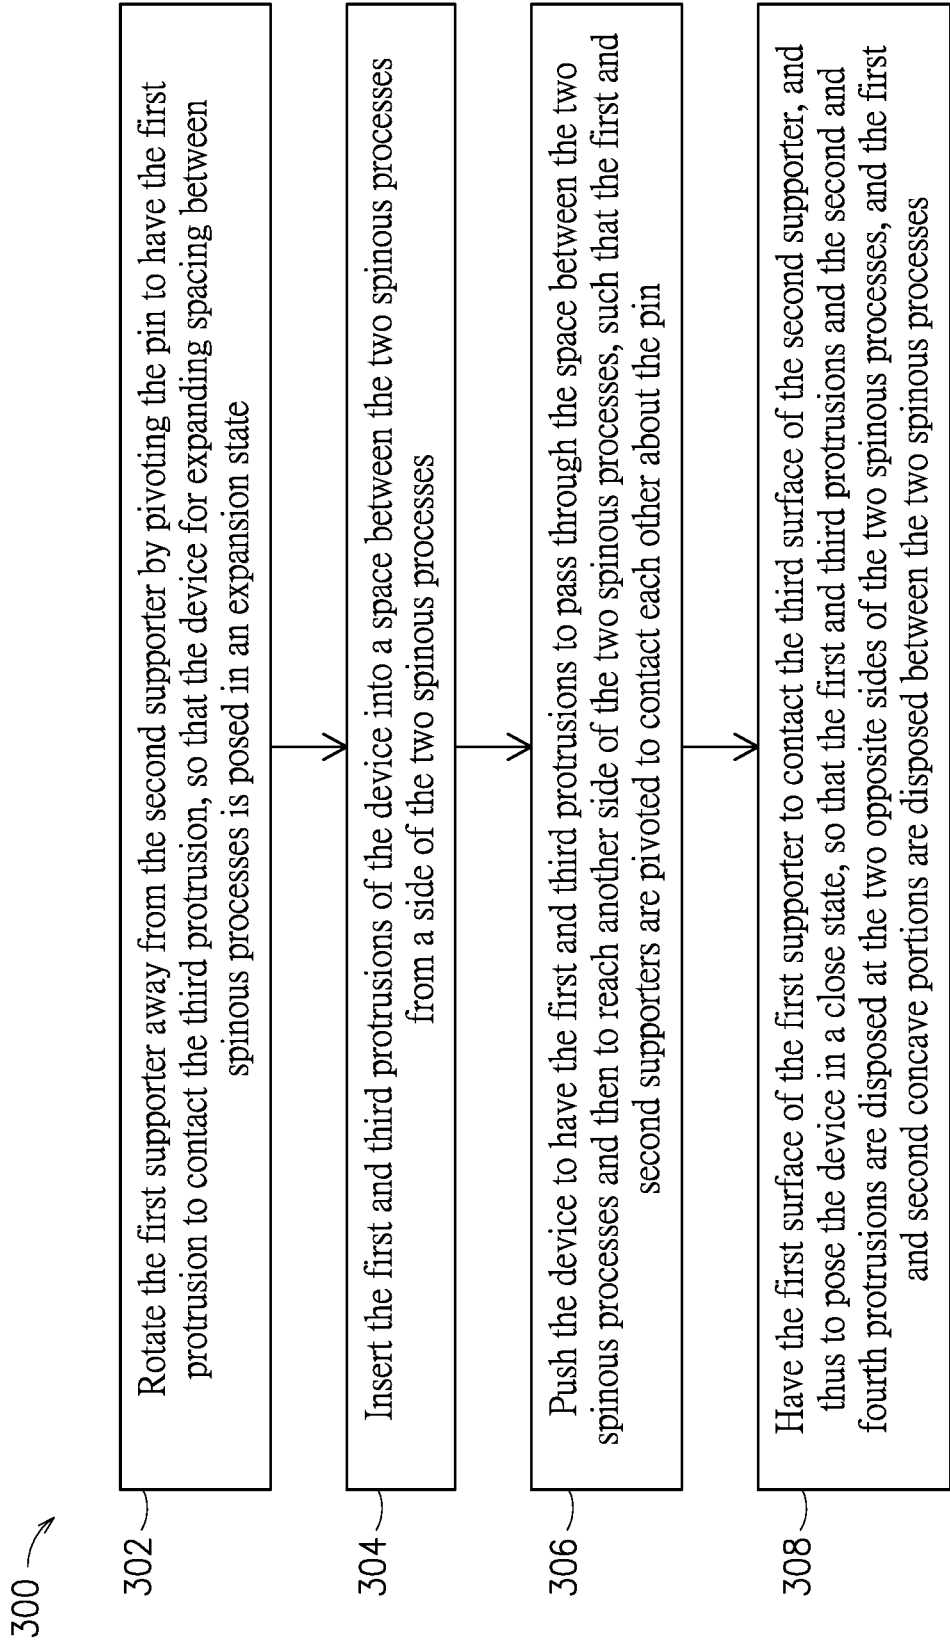 300
302
Rotate the first supporter away from the second supporter by pivoting the pin to have the first
protrusion to contact the third protrusion, so that the device for expanding spacing between
spinous processes is posed in an expansion state
304
Insert the first and third protrusions of the device into a space between the two spinous processes
from a side of the two spinous processes
306
Push the device to have the first and third protrusions to pass through the space between the two
spinous processes and then to reach another side of the two spinous processes, such that the first and
second supporters are pivoted to contact each other about the pin
308
Have the first surface of the first supporter to contact the third surface of the second supporter, and
thus to pose the device in a close state, so that the first and third protrusions and the second and
fourth protrusions are disposed at the two opposite sides of the two spinous processes, and the first
and second concave portions are disposed between the two spinous processes